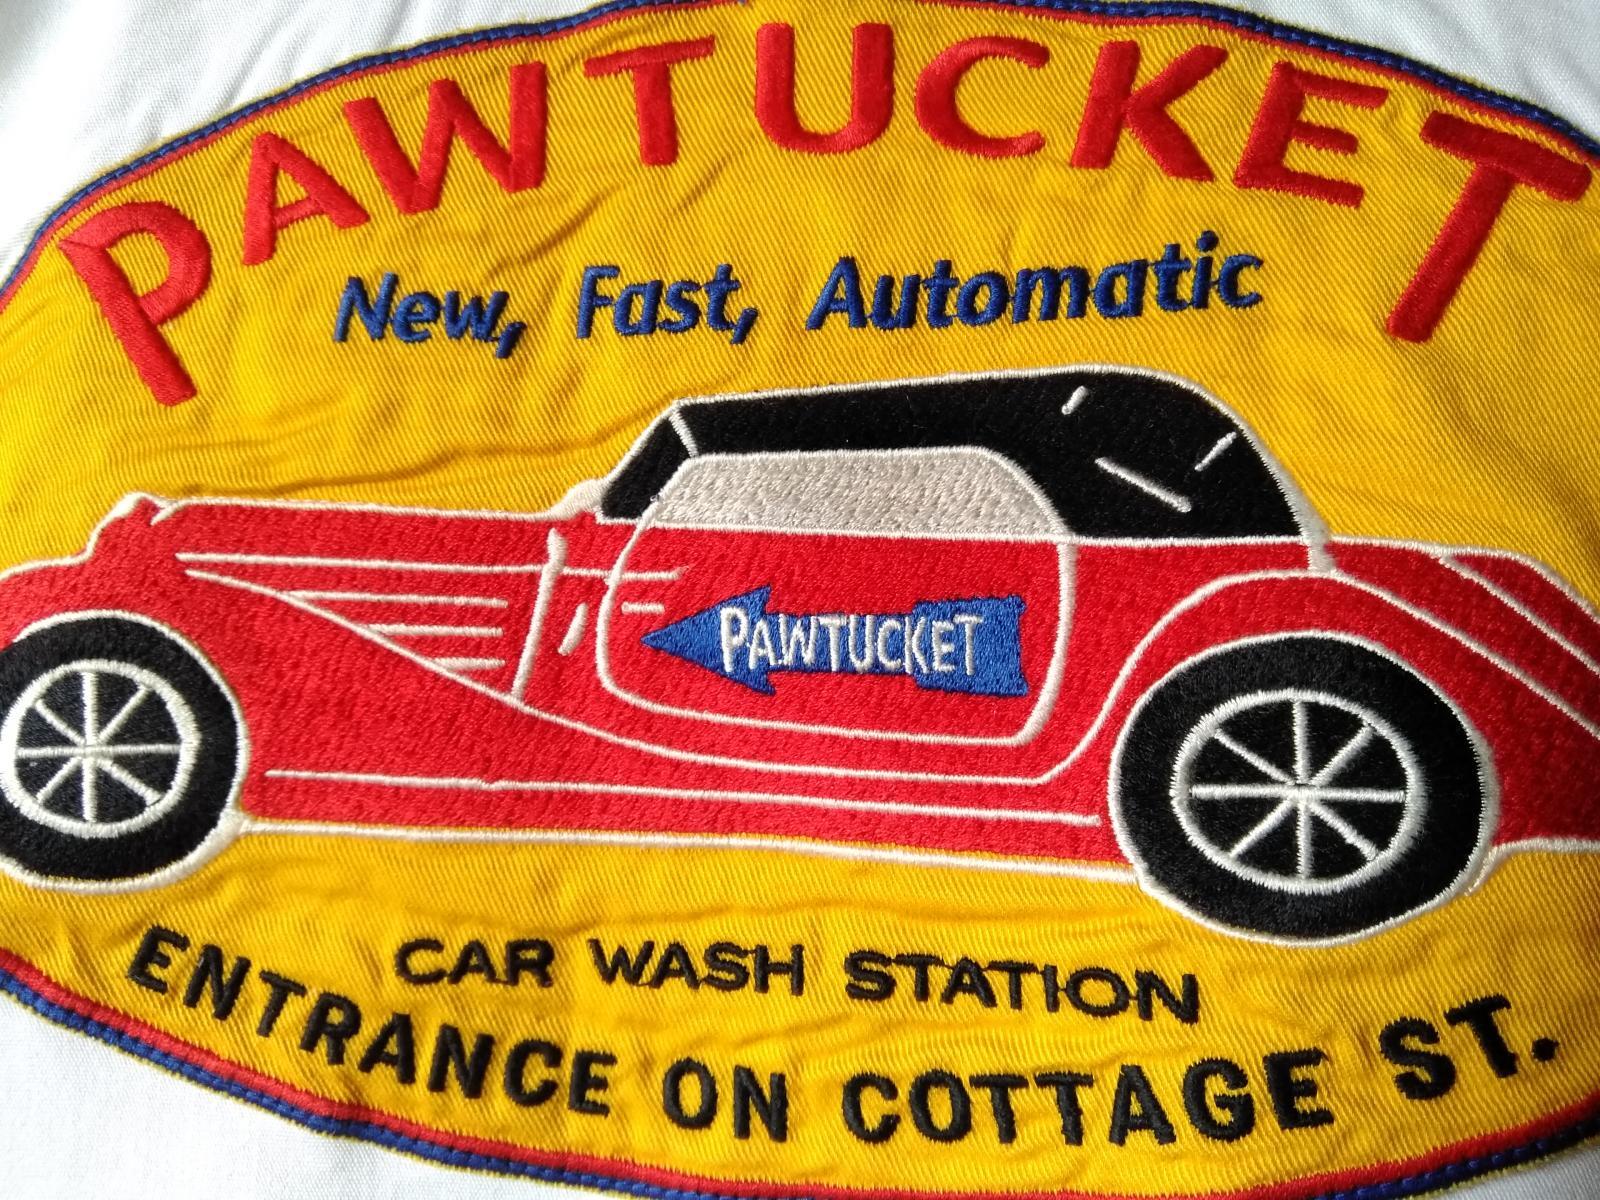 PAWTUCKET
New, Fast, Automatic
PAWTUCKET
CAR WASH STATION
ENTRANCE ON COTTAGE ST.